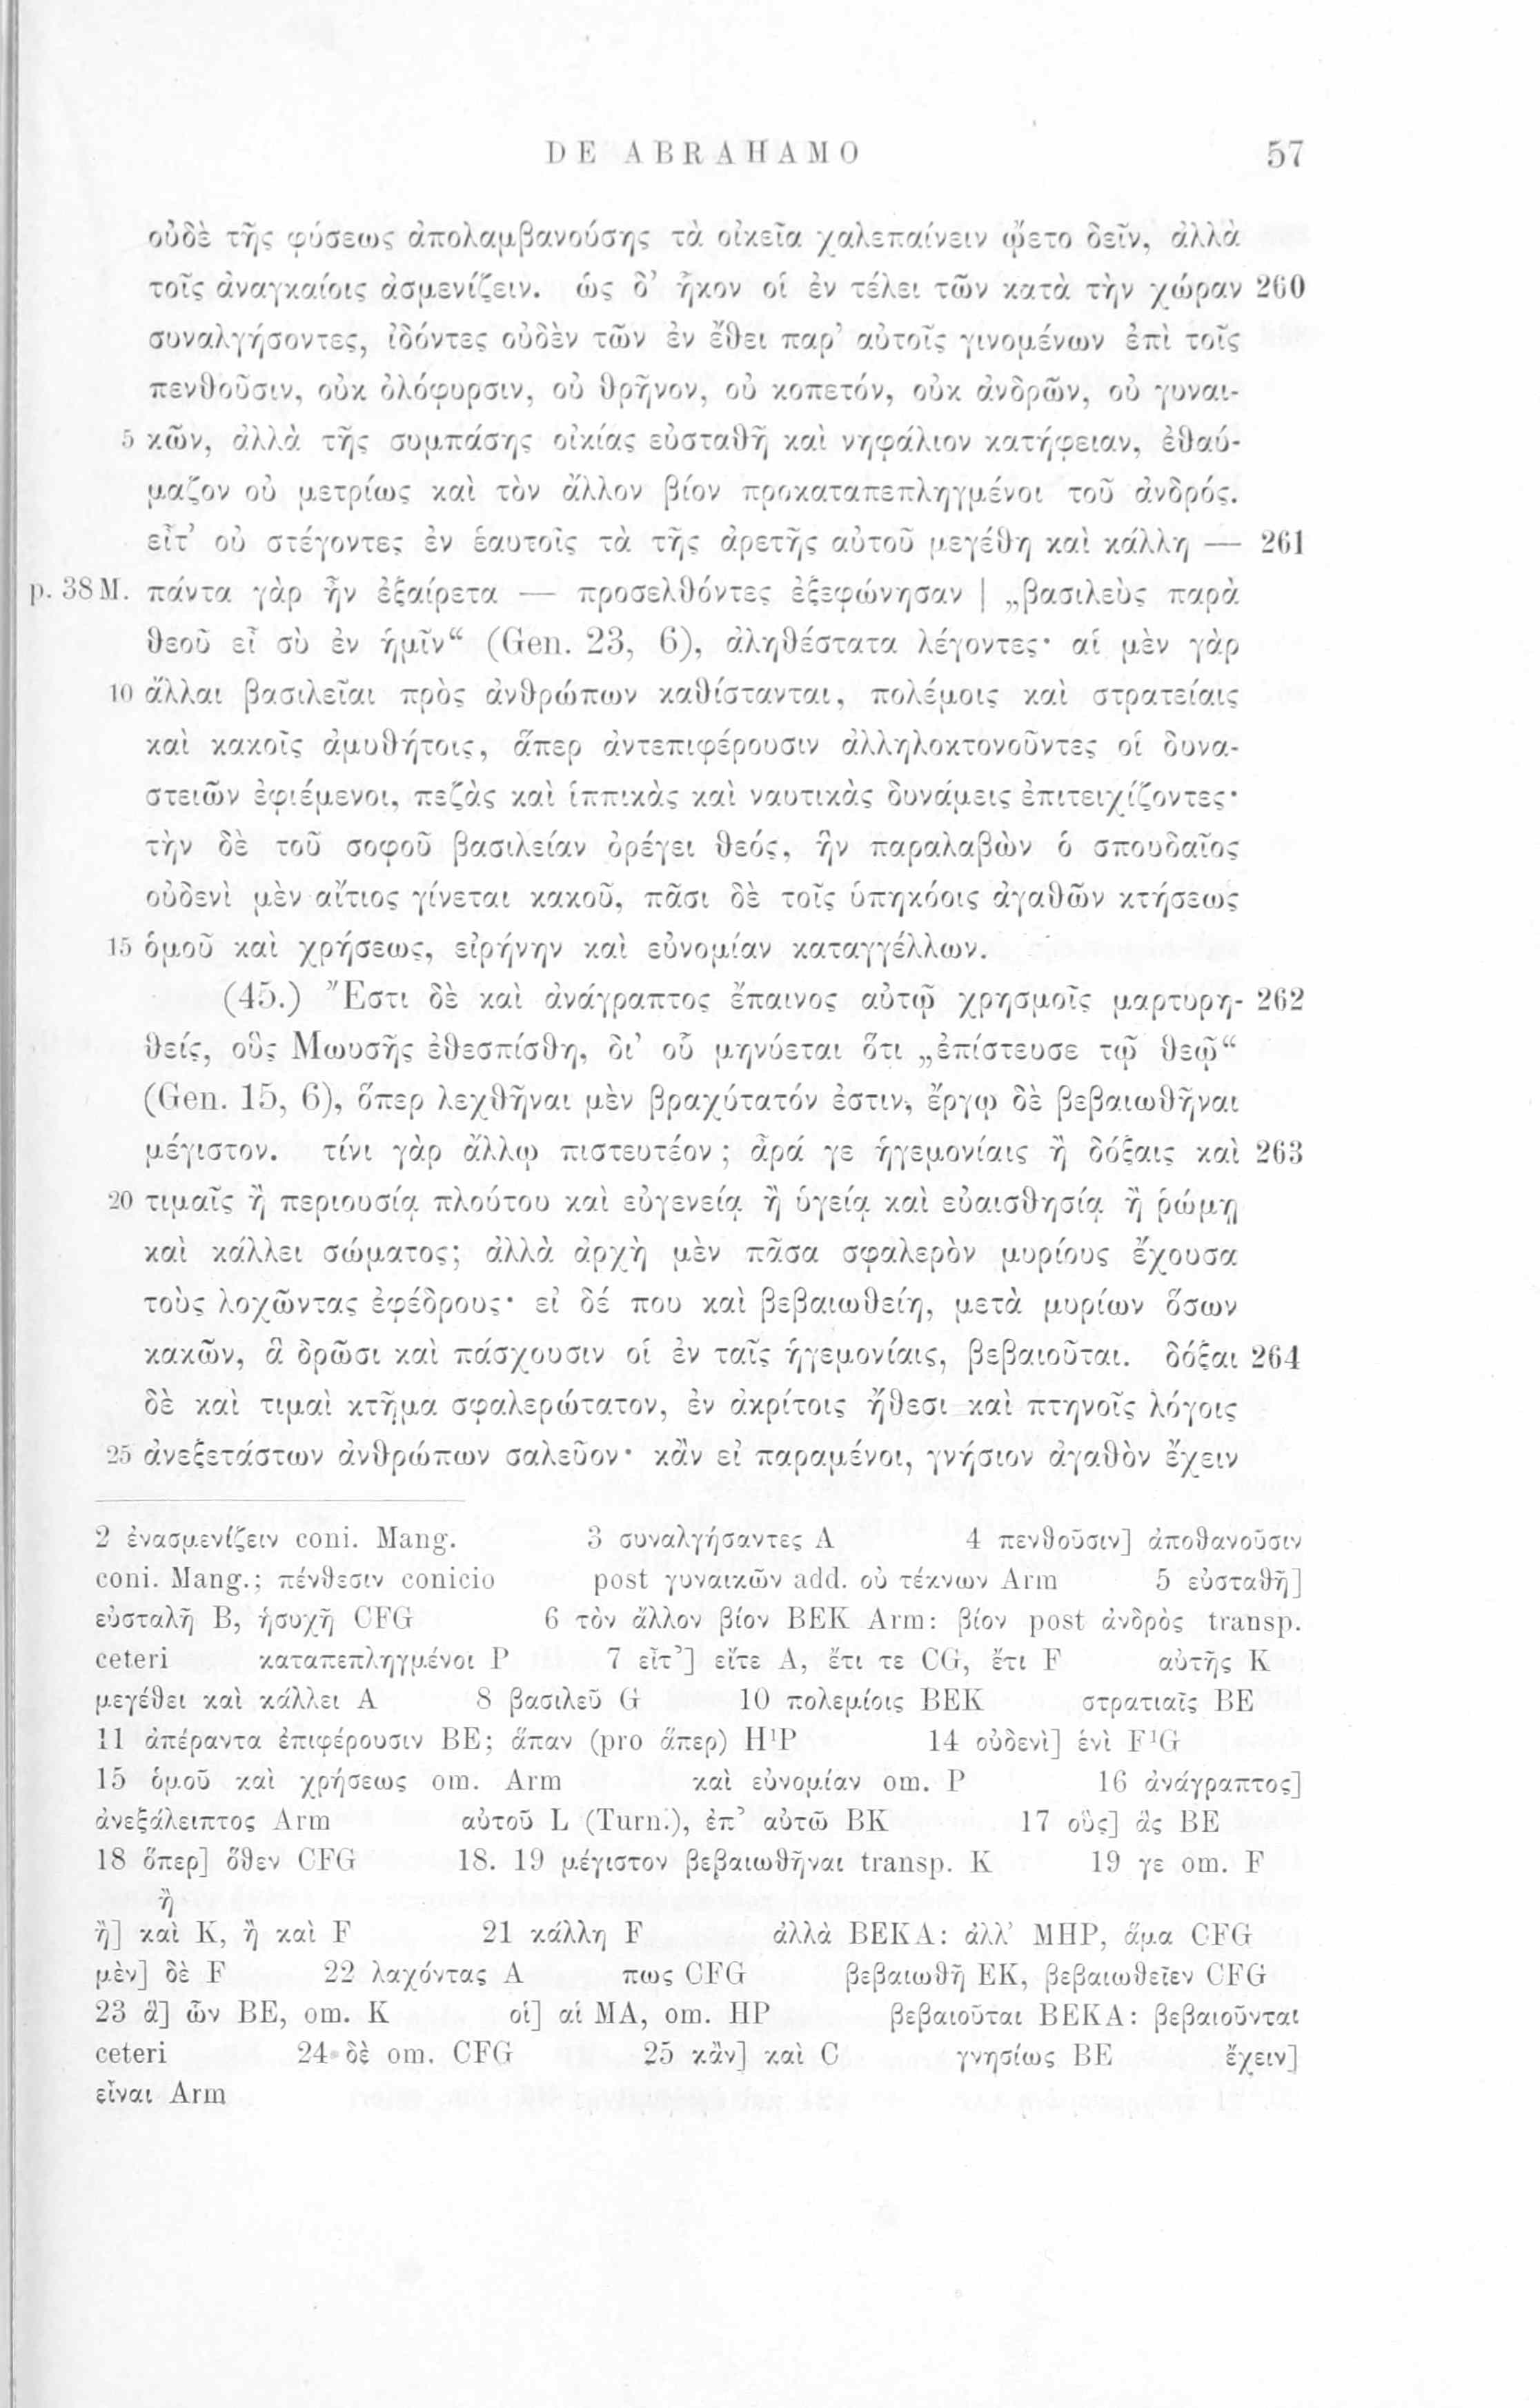 DE ABRAHAMO 57
οὐδὲ τῆς φύσεως ἀπολαμβανούσης τὰ οἰκεῖα χαλεπαίνειν ᾤετο δεῖν, ἀλλὰ
τοῖς ἀναγκαίοις ἀσμενίζειν. ὡς δ’ ἧκον οἱ ἐν τέλει τῶν κατὰ τὴν χώραν 260
συναλγήσοντες, ἰδόντες οὐδὲν τῶν ἐν ἔθει παρ’ αὐτοῖς γινομένων ἐπὶ τοῖς
πενθοῦσιν, οὐκ ὀλόφυρσιν, οὐ θρῆνον, οὐ κοπετόν, οὐκ ἀνδρῶν, οὐ γυναι-
5 κῶν, ἀλλὰ τῆς συμπάσης οἰκίας εὐσταθῆ καὶ νηφάλιον κατήφειαν, ἐθαύ-
μαζον οὐ μετρίως καὶ τὸν ἄλλον βίον προκαταπεπληγμένοι τοῦ ἀνδρός.
εἶτ’ οὐ στέγοντες ἐν ἑαυτοῖς τὰ τῆς ἀρετῆς αὐτοῦ μεγέθη καὶ κάλλη — 261
p. 38 M. πάντα γὰρ ἦν ἐξαίρετα — προσελθόντες ἐξεφώνησαν | „βασιλεὺς παρὰ
θεοῦ εἶ σὺ ἐν ἡμῖν“ (Gen. 23, 6), ἀληθέστατα λέγοντες· αἱ μὲν γὰρ
10 ἄλλαι βασιλεῖαι πρὸς ἀνθρώπων καθίστανται, πολέμοις καὶ στρατείαις
καὶ κακοῖς ἀμυθήτοις, ἅπερ ἀντεπιφέρουσιν ἀλληλοκτονοῦντες οἱ δυνα-
στειῶν ἐφιέμενοι, πεζὰς καὶ ἱππικὰς καὶ ναυτικὰς δυνάμεις ἐπιτειχίζοντες·
τὴν δὲ τοῦ σοφοῦ βασιλείαν ὀρέγει θεός, ἣν παραλαβὼν ὁ σπουδαῖος
οὐδενὶ μὲν αἴτιος γίνεται κακοῦ, πᾶσι δὲ τοῖς ὑπηκόοις ἀγαθῶν κτήσεως
15 ὁμοῦ καὶ χρήσεως, εἰρήνην καὶ εὐνομίαν καταγγέλλων.
(45.) Ἔστι δὲ καὶ ἀνάγραπτος ἔπαινος αὐτῷ χρησμοῖς μαρτυρη- 262
θείς, οὓς Μωυσῆς ἐθεσπίσθη, δι’ οὗ μηνύεται ὅτι „ἐπίστευσε τῷ θεῷ“
(Gen. 15, 6), ὅπερ λεχθῆναι μὲν βραχύτατόν ἐστιν, ἔργῳ δὲ βεβαιωθῆναι
μέγιστον. τίνι γὰρ ἄλλῳ πιστευτέον; ἆρά γε ἡγεμονίαις ἢ δόξαις καὶ 263
20 τιμαῖς ἢ περιουσίᾳ πλούτου καὶ εὐγενείᾳ ἢ ὑγείᾳ καὶ εὐαισθησίᾳ ἢ ῥώμῃ
καὶ κάλλει σώματος; ἀλλὰ ἀρχὴ μὲν πᾶσα σφαλερὸν μυρίους ἔχουσα
τοὺς λοχῶντας ἐφέδρους· εἰ δέ που καὶ βεβαιωθείη, μετὰ μυρίων ὅσων
κακῶν, ἃ δρῶσι καὶ πάσχουσιν οἱ ἐν ταῖς ἡγεμονίαις, βεβαιοῦται. δόξαι 264
δὲ καὶ τιμαὶ κτῆμα σφαλερώτατον, ἐν ἀκρίτοις ἤθεσι καὶ πτηνοῖς λόγοις
25 ἀνεξετάστων ἀνθρώπων σαλεῦον· κἂν εἰ παραμένοι, γνήσιον ἀγαθὸν ἔχειν
2 ἐνασμενίζειν coni. Mang. 3 συναλγήσαντες A 4 πενθοῦσιν] ἀποθανοῦσιν
coni. Mang.; πένθεσιν conicio post γυναικῶν add. οὐ τέκνων Arm 5 εὐσταθῆ]
εὐσταλῆ B, ἡσυχῆ CFG 6 τὸν ἄλλον βίον BEK Arm: βίον post ἀνδρὸς transp.
ceteri καταπεπληγμένοι P 7 εἶτ’] εἴτε A, ἔτι τε CG, ἔτι F αὐτῆς K
μεγέθει καὶ κάλλει A 8 βασιλεῦ G 10 πολεμίοις BEK στρατιαῖς BE
11 ἀπέραντα ἐπιφέρουσιν BE; ἅπαν (pro ἅπερ) H¹P 14 οὐδενὶ] ἑνὶ F¹G
15 ὁμοῦ καὶ χρήσεως om. Arm καὶ εὐνομίαν om. P 16 ἀνάγραπτος]
ἀνεξάλειπτος Arm αὐτοῦ L (Turn.), ἐπ’ αὐτῶ BK 17 οὓς] ἃς BE
18 ὅπερ] ὅθεν CFG 18. 19 μέγιστον βεβαιωθῆναι transp. K 19 γε om. F
ἢ
ἢ] καὶ K, ἢ καὶ F 21 κάλλη F ἀλλὰ BEKA: ἀλλ’ MHP, ἅμα CFG
μὲν] δὲ F 22 λαχόντας A πως CFG βεβαιωθῆ EK, βεβαιωθεῖεν CFG
23 ἃ] ὧν BE, om. K οἱ] αἱ MA, om. HP βεβαιοῦται BEKA: βεβαιοῦνται
ceteri 24 δὲ om. CFG 25 κἂν] καὶ C γνησίως BE ἔχειν]
εἶναι Arm